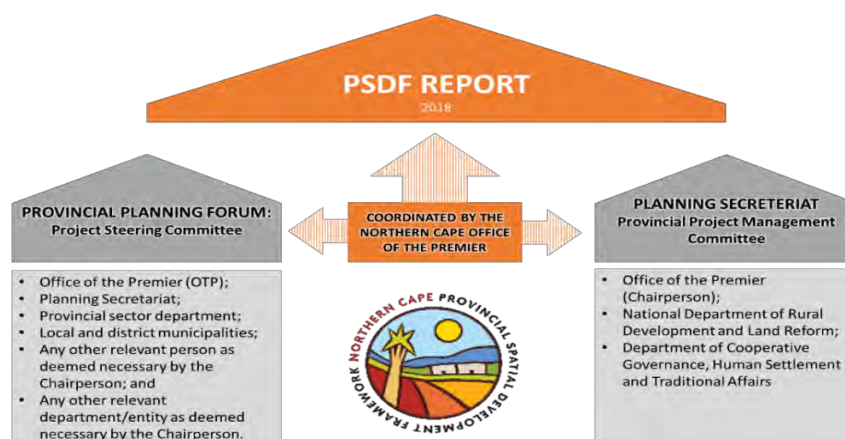 PSDF REPORT
2018
PROVINCIAL PLANNING FORUM:
Project Steering Committee
• Office of the Premier (OTP);
• Planning Secretariat;
• Provincial sector department;
• Local and district municipalities;
• Any other relevant person as
deemed necessary by the
Chairperson; and
• Any other relevant
department/entity as deemed
necessary by the Chairperson.
COORDINATED BY THE
NORTHERN CAPE OFFICE
OF THE PREMIER
NORTHERN CAPE PROVINCIAL SPATIAL DEVELOPMENT FRAMEWORK
PLANNING SECRETERIAT
Provincial Project Management
Committee
• Office of the Premier
(Chairperson);
• National Department of Rural
Development and Land Reform;
• Department of Cooperative
Governance, Human Settlement
and Traditional Affairs